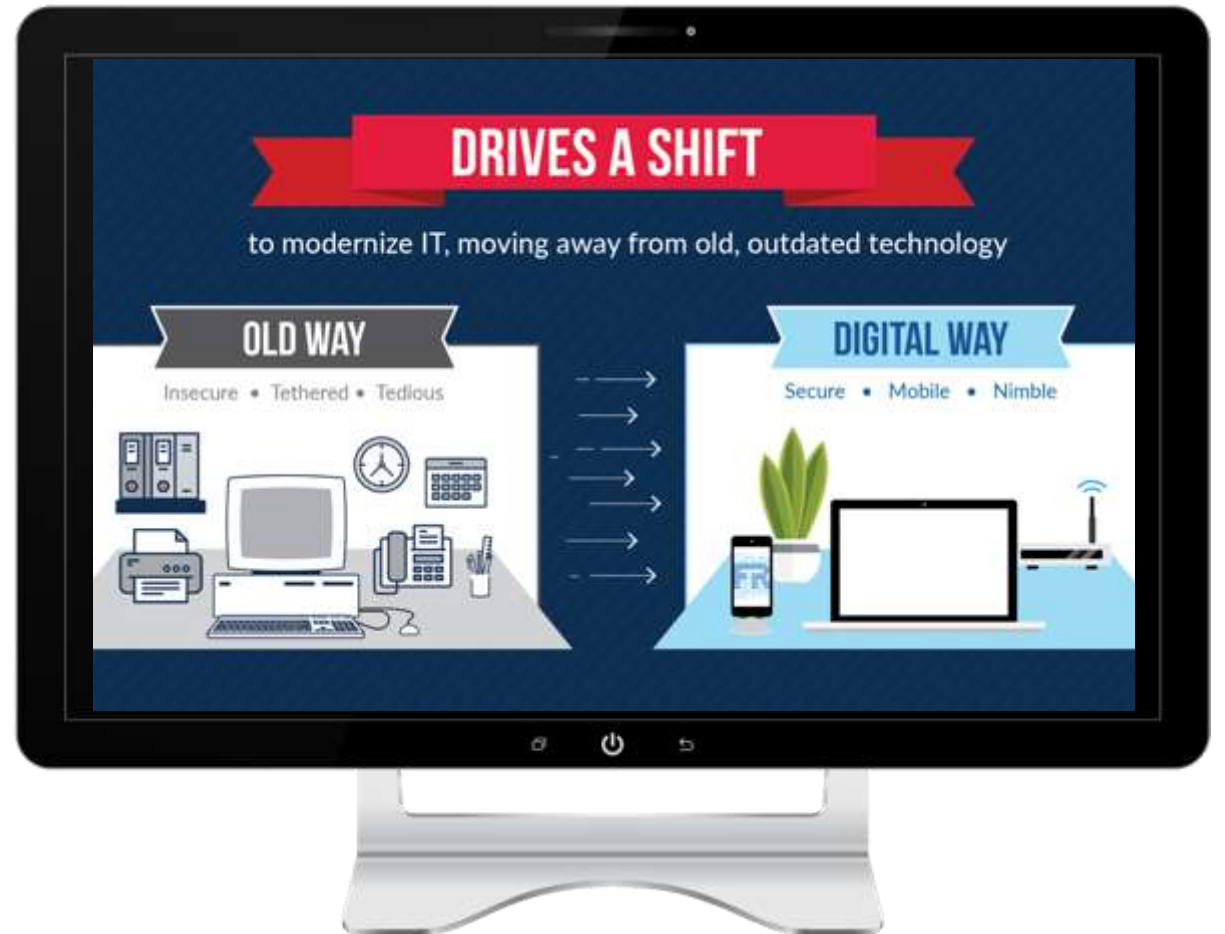 DRIVES A SHIFT
to modernize IT, moving away from old, outdated technology
OLD WAY
Insecure • Tethered • Tedious
DIGITAL WAY
Secure • Mobile • Nimble
FR